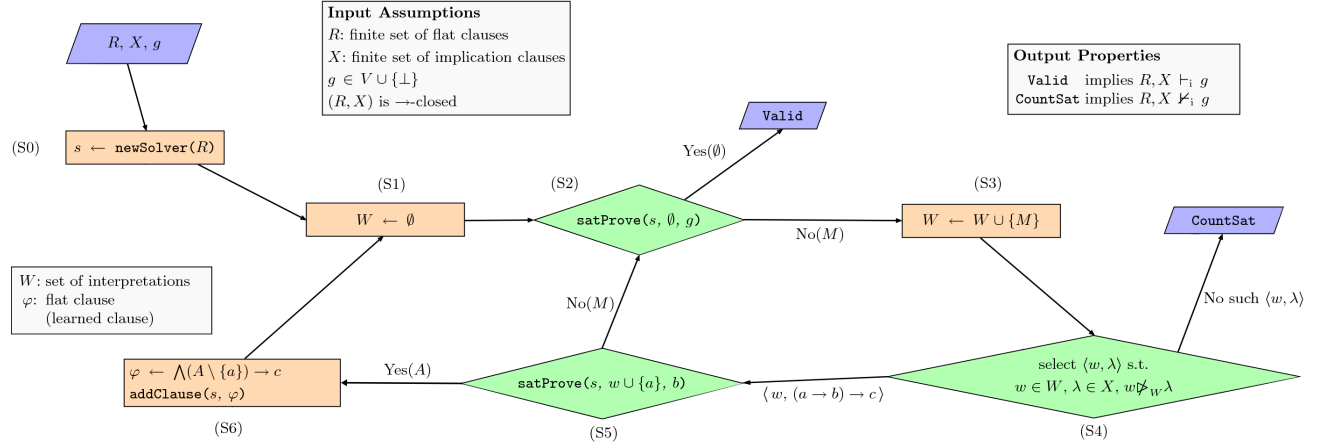 R, X, g
Input Assumptions
R: finite set of flat clauses
X: finite set of implication clauses
g ∈ V ∪ {⊥}
(R, X) is →-closed
Output Properties
Valid implies R, X ⊢ᵢ g
CountSat implies R, X ⊬ᵢ g
Valid
(S0)
s ← newSolver(R)
Yes(∅)
(S1)
(S2)
(S3)
W ← ∅
satProve(s, ∅, g)
No(M)
W ← W ∪ {M}
CountSat
W: set of interpretations
φ: flat clause
(learned clause)
No(M)
No such ⟨w, λ⟩
φ ← ⋀(A \ {a}) → c
addClause(s, φ)
Yes(A)
satProve(s, w ∪ {a}, b)
⟨w, (a → b) → c⟩
select ⟨w, λ⟩ s.t.
w ∈ W, λ ∈ X, w ⋫_W λ
(S6)
(S5)
(S4)